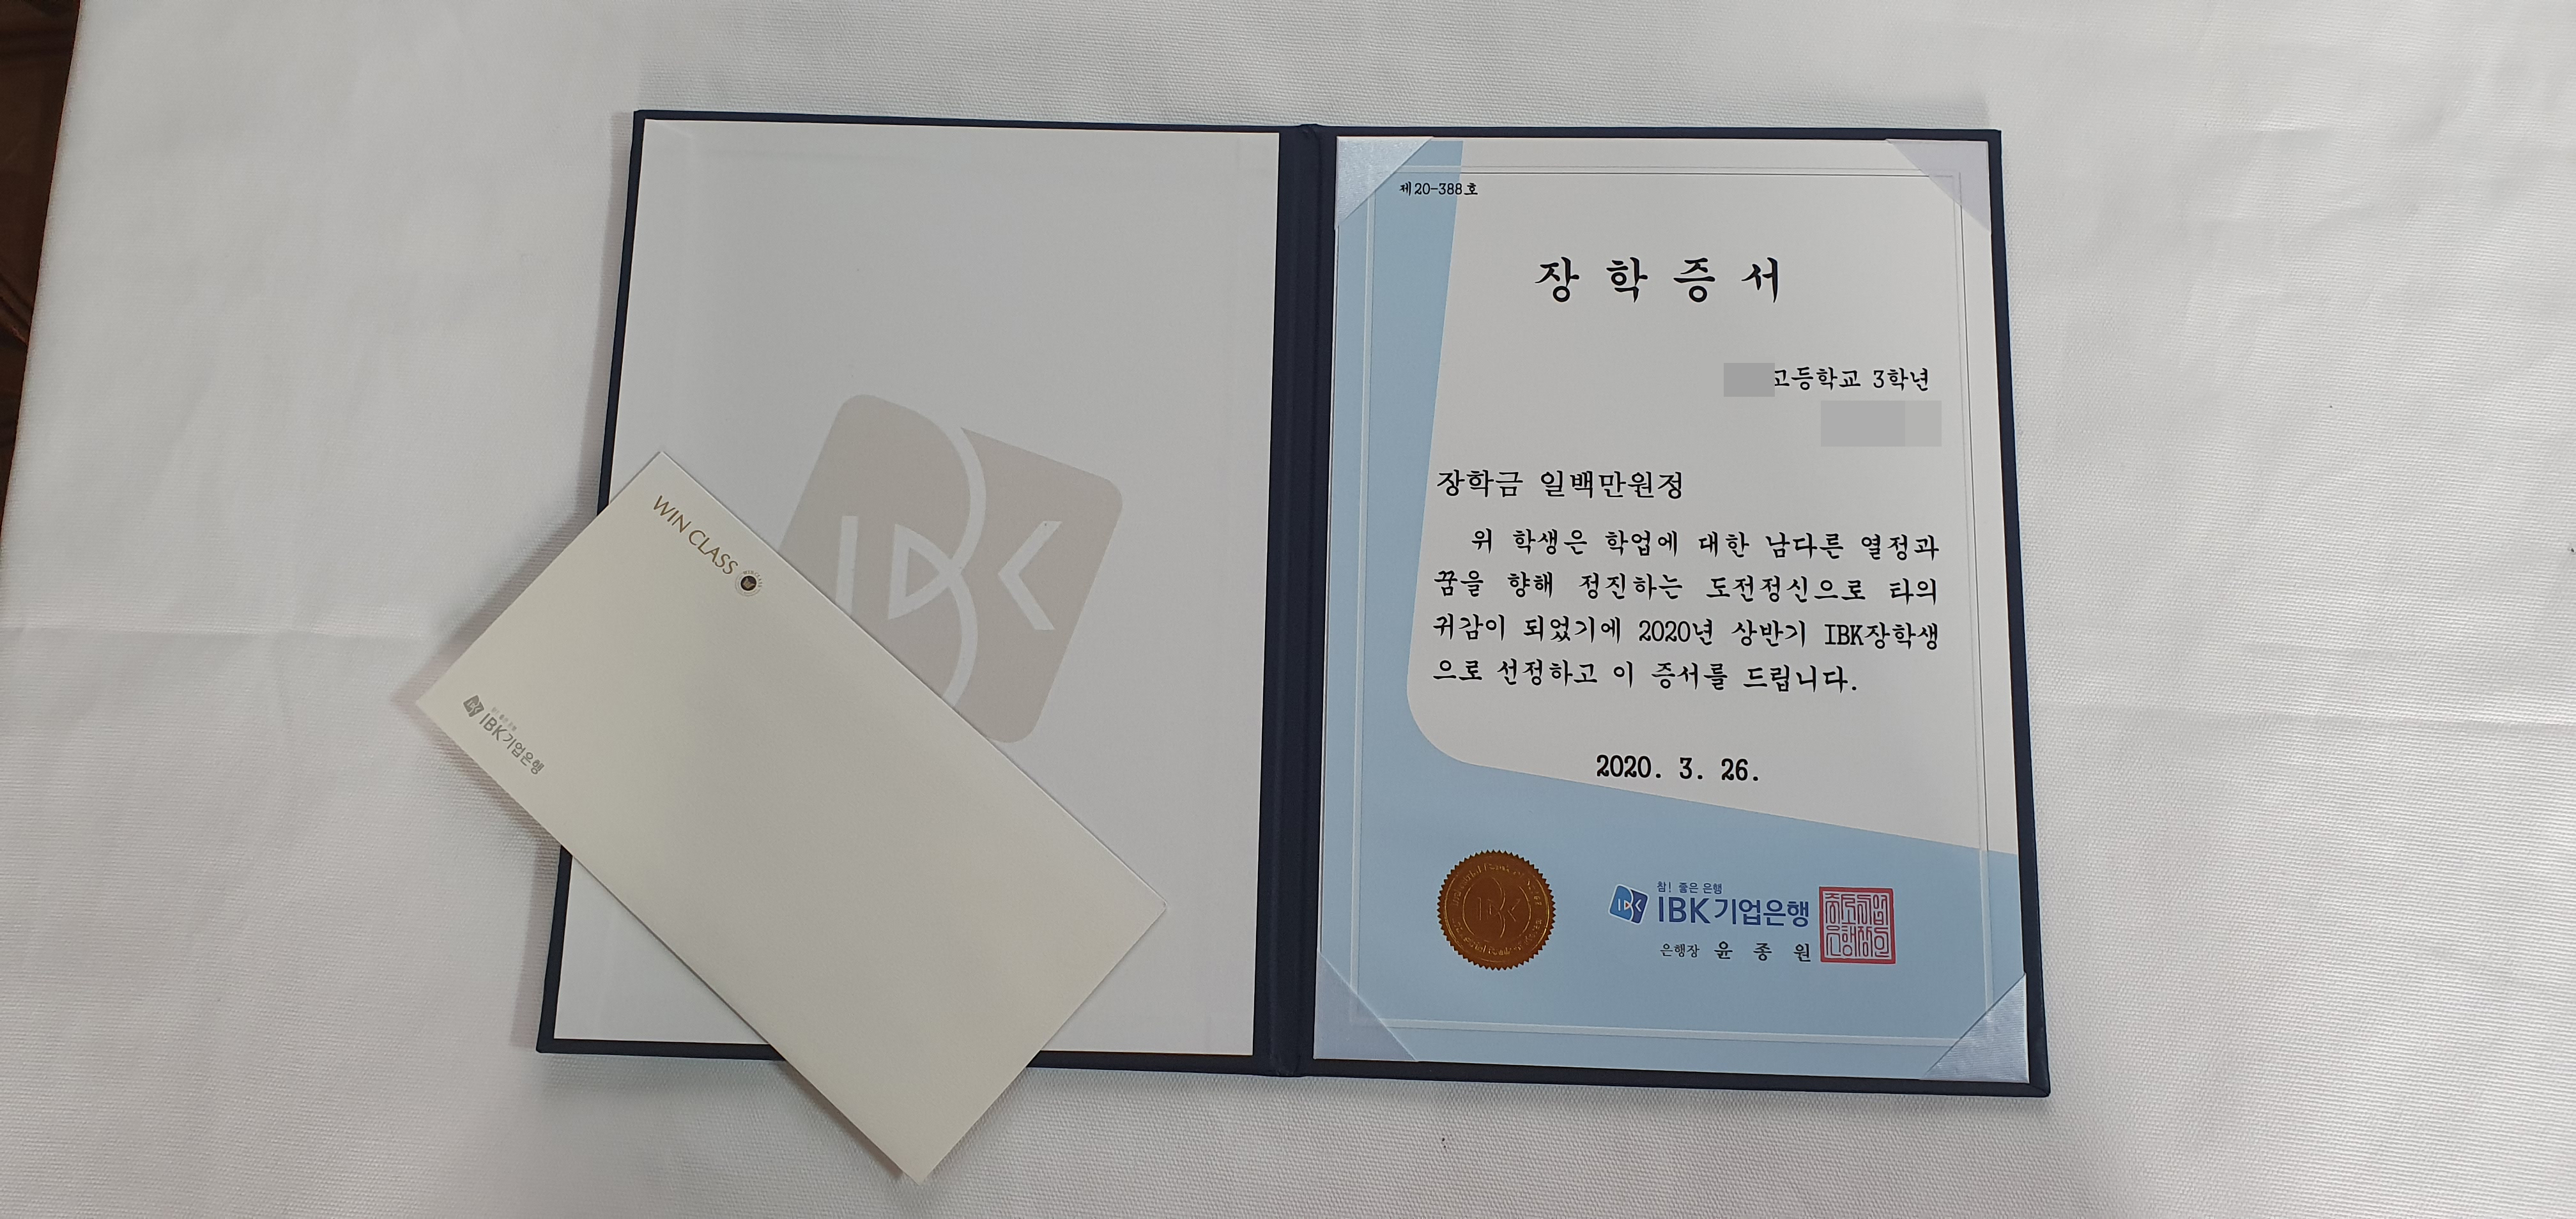 WIN CLASS
IBK기업은행
IBK
제20-388호
장학증서
고등학교 3학년
장학금 일백만원정
위 학생은 학업에 대한 남다른 열정과
꿈을 향해 정진하는 도전정신으로 타의
귀감이 되었기에 2020년 상반기 IBK장학생
으로 선정하고 이 증서를 드립니다.
2020. 3. 26.
참! 좋은 은행
IBK기업은행
은행장 윤종원